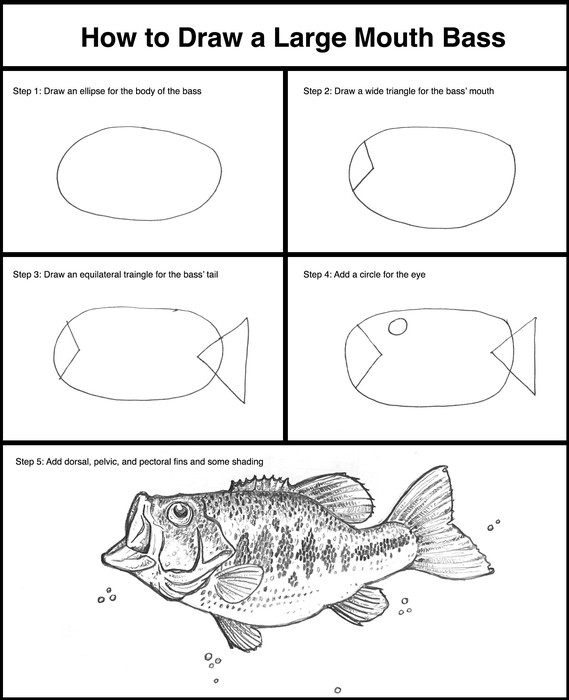 How to Draw a Large Mouth Bass
Step 1: Draw an ellipse for the body of the bass
Step 2: Draw a wide triangle for the bass' mouth
Step 3: Draw an equilateral traingle for the bass' tail
Step 4: Add a circle for the eye
Step 5: Add dorsal, pelvic, and pectoral fins and some shading